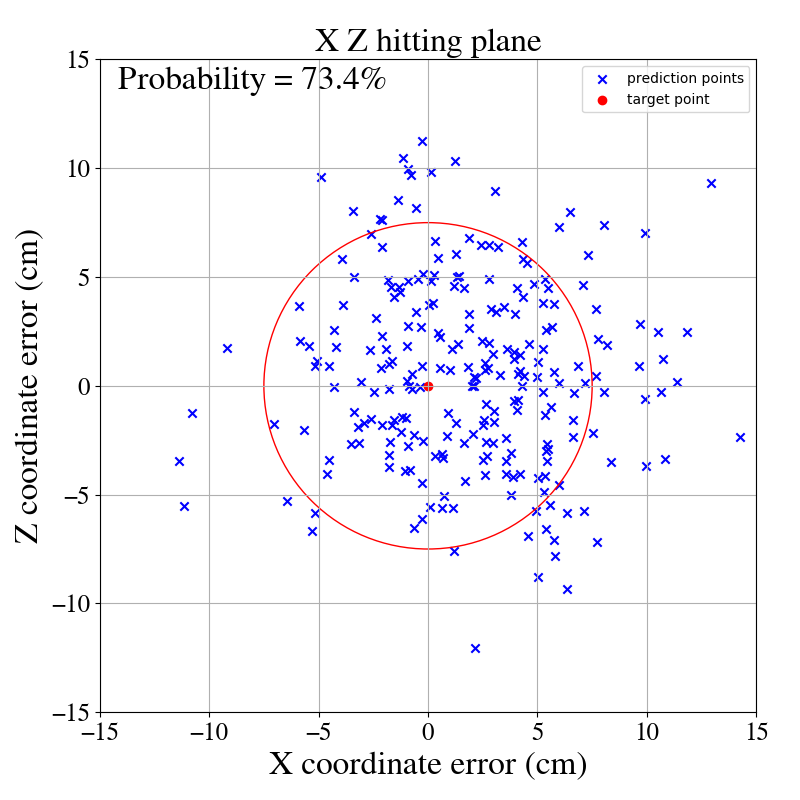 X Z hitting plane
Probability = 73.4%
prediction points
target point
Z coordinate error (cm)
15
10
5
0
−5
−10
−15
−15
−10
−5
0
5
10
15
X coordinate error (cm)